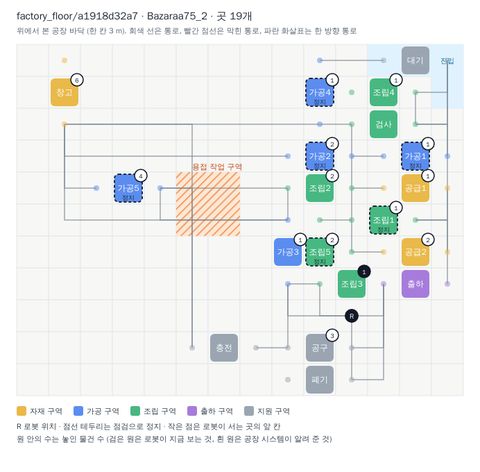 factory_floor/a1918d32a7 · Bazaraa75_2 · 곳 19개
위에서 본 공장 바닥 (한 칸 3 m). 회색 선은 통로, 빨간 점선은 막힌 통로, 파란 화살표는 한 방향 통로
대기
진입
창고 6
가공4 1
정지
조립4 1
검사
용접 작업 구역
가공2 2
정지
가공1 1
정지
가공5 4
정지
조립2 2
공급1 1
조립1 1
정지
가공3 1
조립5 2
정지
공급2 2
조립3 1
출하
R
충전
공구 3
폐기
자재 구역
가공 구역
조립 구역
출하 구역
지원 구역
R 로봇 위치 · 점선 테두리는 점검으로 정지 · 작은 점은 로봇이 서는 곳의 앞 칸
원 안의 수는 놓인 물건 수 (검은 원은 로봇이 지금 보는 것, 흰 원은 공장 시스템이 알려 준 것)